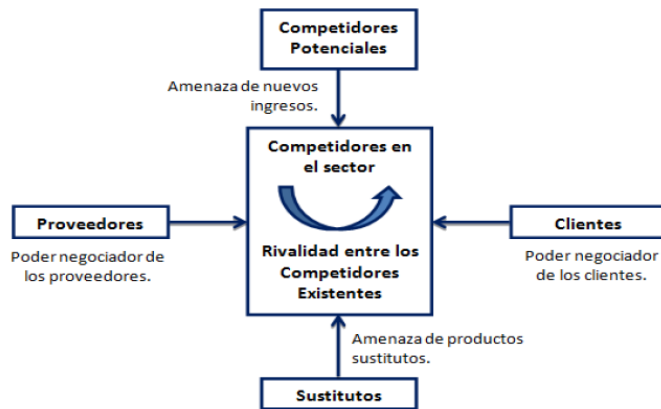 Competidores
Potenciales
Amenaza de nuevos
ingresos.
Competidores en
el sector
Proveedores
Poder negociador de
los proveedores.
Rivalidad entre los
Competidores
Existentes
Clientes
Poder negociador
de los clientes.
Amenaza de productos
sustitutos.
Sustitutos